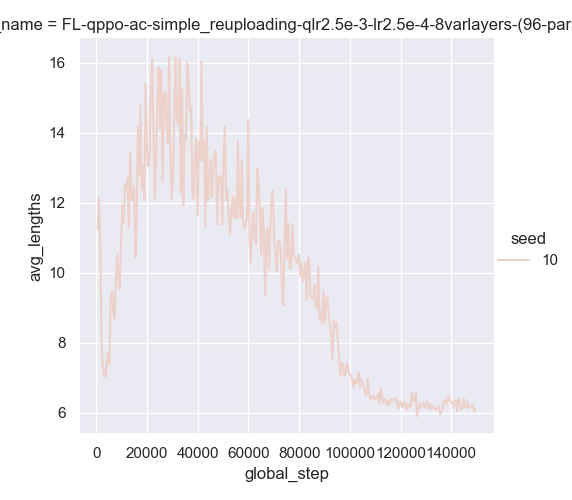 _name = FL-qppo-ac-simple_reuploading-qlr2.5e-3-lr2.5e-4-8varlayers-(96-par
16
14
12
10
8
6
avg_lengths
0 20000 40000 60000 80000 100000 120000 140000
global_step
seed
10